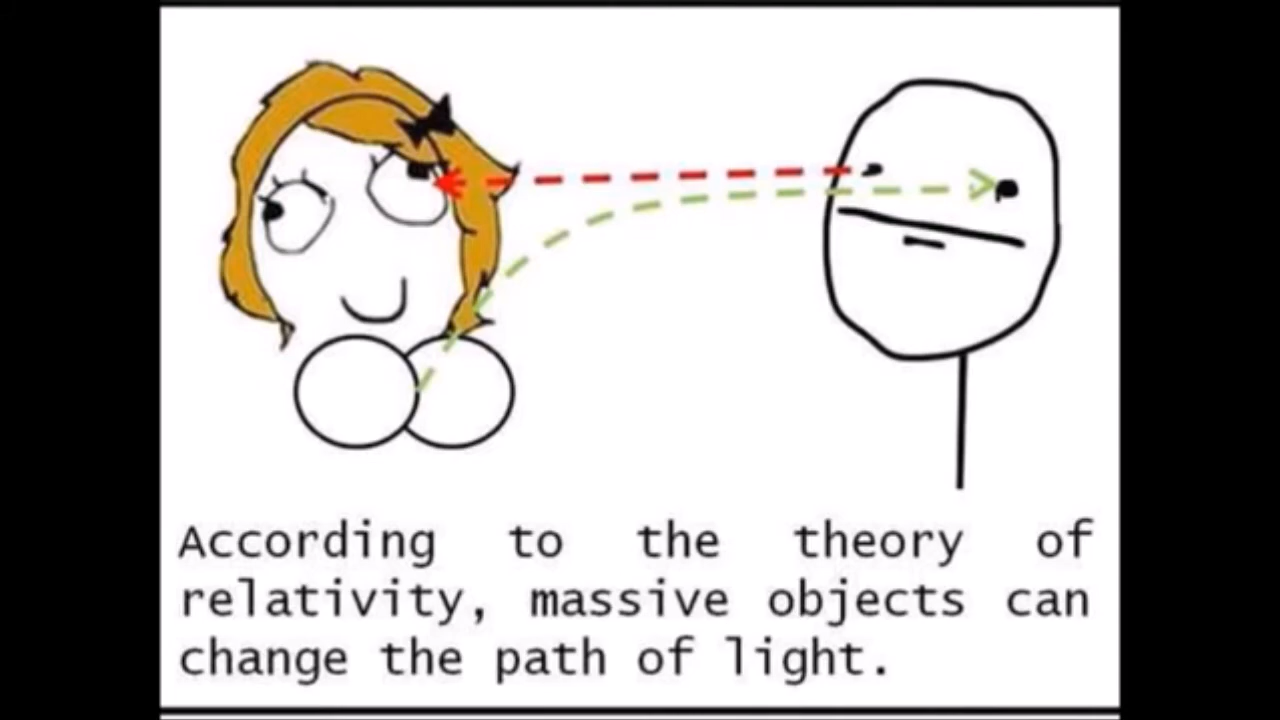 According to the theory of
relativity, massive objects can
change the path of light.